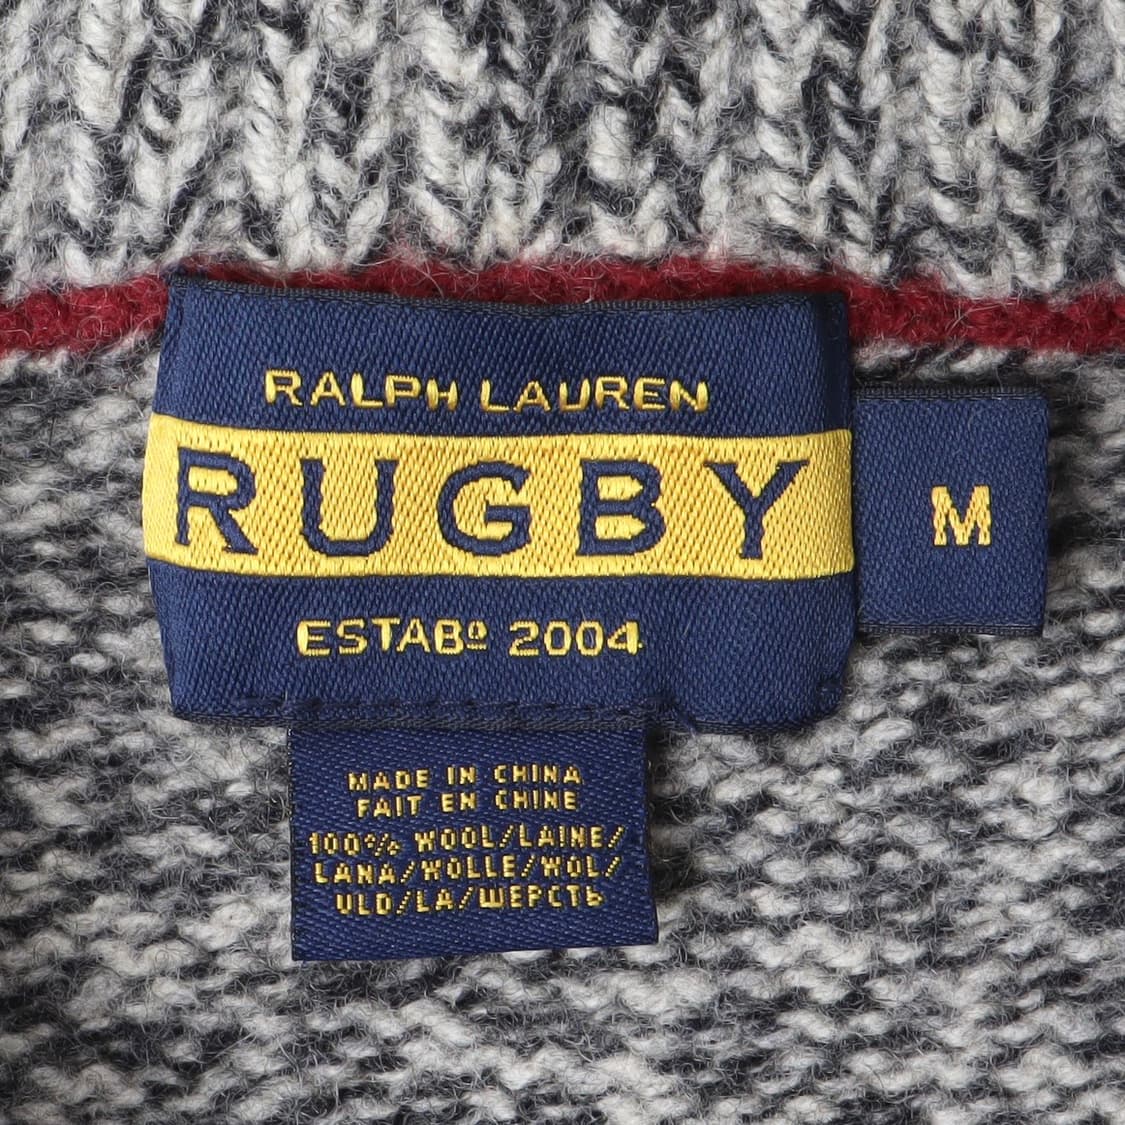 RALPH LAUREN
RUGBY
M
ESTABº 2004
MADE IN CHINA
FAIT EN CHINE
100% WOOL/LAINE/
LANA/WOLLE/WOL/
ULD/LA/ШЕРСТЬ